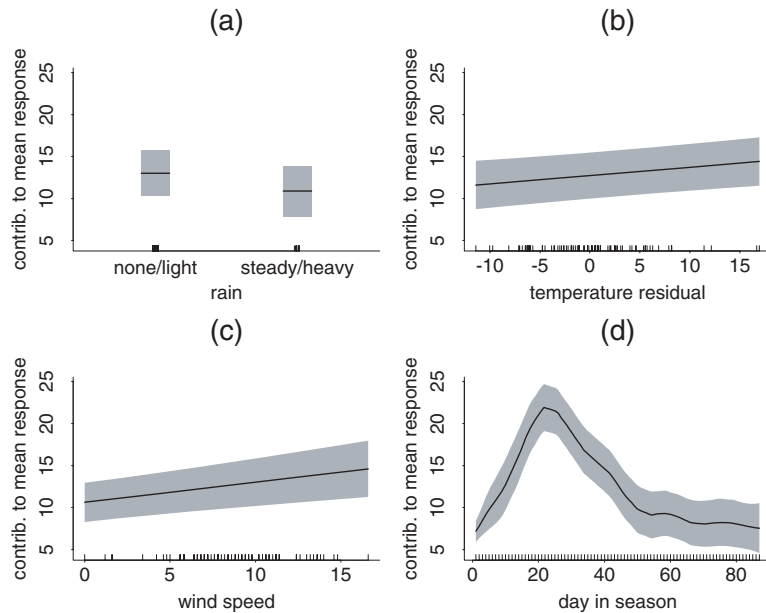 (a)
contrib. to mean response
25
20
15
10
5
none/light steady/heavy
rain
(b)
contrib. to mean response
25
20
15
10
5
-10 -5 0 5 10 15
temperature residual
(c)
contrib. to mean response
25
20
15
10
5
0 5 10 15
wind speed
(d)
contrib. to mean response
25
20
15
10
5
0 20 40 60 80
day in season